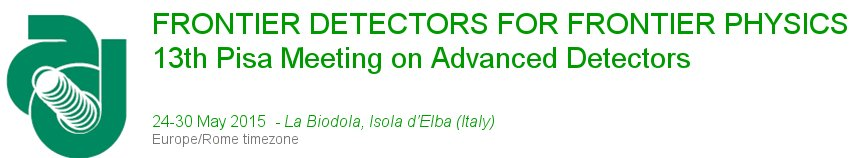 FRONTIER DETECTORS FOR FRONTIER PHYSICS
13th Pisa Meeting on Advanced Detectors
24-30 May 2015 - La Biodola, Isola d'Elba (Italy)
Europe/Rome timezone